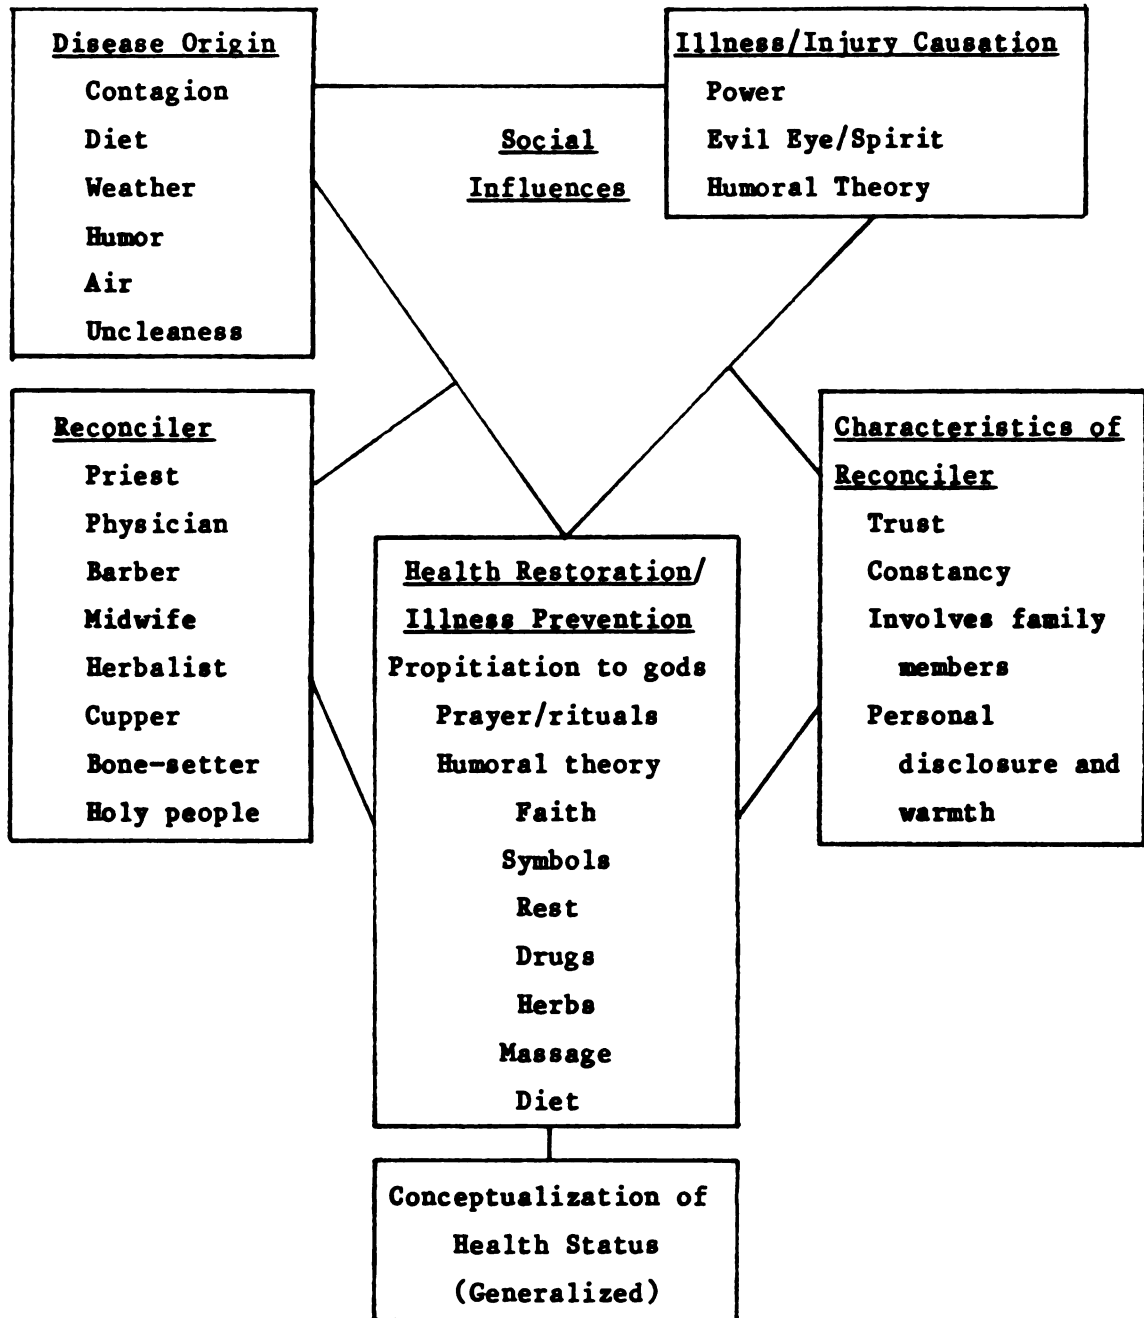 Disease Origin
Contagion
Diet
Weather
Humor
Air
Uncleaness
Social
Influences
Illness/Injury Causation
Power
Evil Eye/Spirit
Humoral Theory
Reconciler
Priest
Physician
Barber
Midwife
Herbalist
Cupper
Bone-setter
Holy people
Health Restoration/
Illness Prevention
Propitiation to gods
Prayer/rituals
Humoral theory
Faith
Symbols
Rest
Drugs
Herbs
Massage
Diet
Characteristics of
Reconciler
Trust
Constancy
Involves family
members
Personal
disclosure and
warmth
Conceptualization of
Health Status
(Generalized)